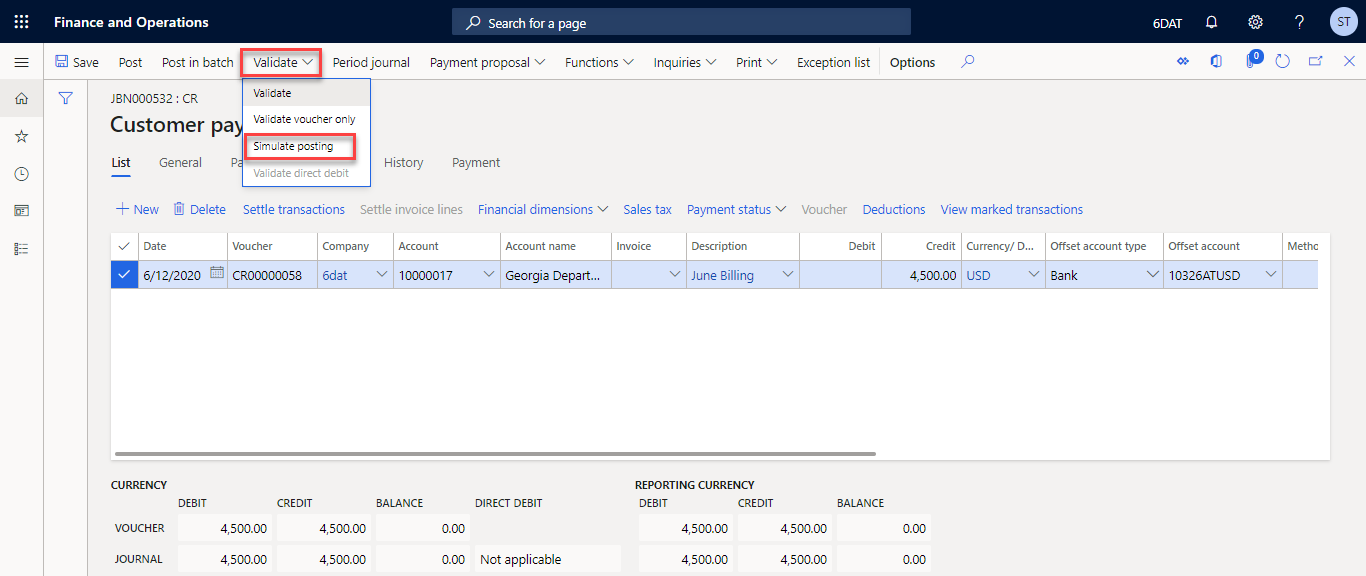 Finance and Operations
Search for a page
6DAT
ST
Save Post Post in batch Validate Period journal Payment proposal Functions Inquiries Print Exception list Options
0
Validate
Validate voucher only
Simulate posting
Validate direct debit
JBN000532 : CR
Customer pay
List General Pa History Payment
New Delete Settle transactions Settle invoice lines Financial dimensions Sales tax Payment status Voucher Deductions View marked transactions
Date Voucher Company Account Account name Invoice Description Debit Credit Currency/ D... Offset account type Offset account Metho
6/12/2020 CR00000058 6dat 10000017 Georgia Depart... June Billing 4,500.00 USD Bank 10326ATUSD
CURRENCY REPORTING CURRENCY
DEBIT CREDIT BALANCE DIRECT DEBIT DEBIT CREDIT BALANCE
VOUCHER 4,500.00 4,500.00 0.00 4,500.00 4,500.00 0.00
JOURNAL 4,500.00 4,500.00 0.00 Not applicable 4,500.00 4,500.00 0.00